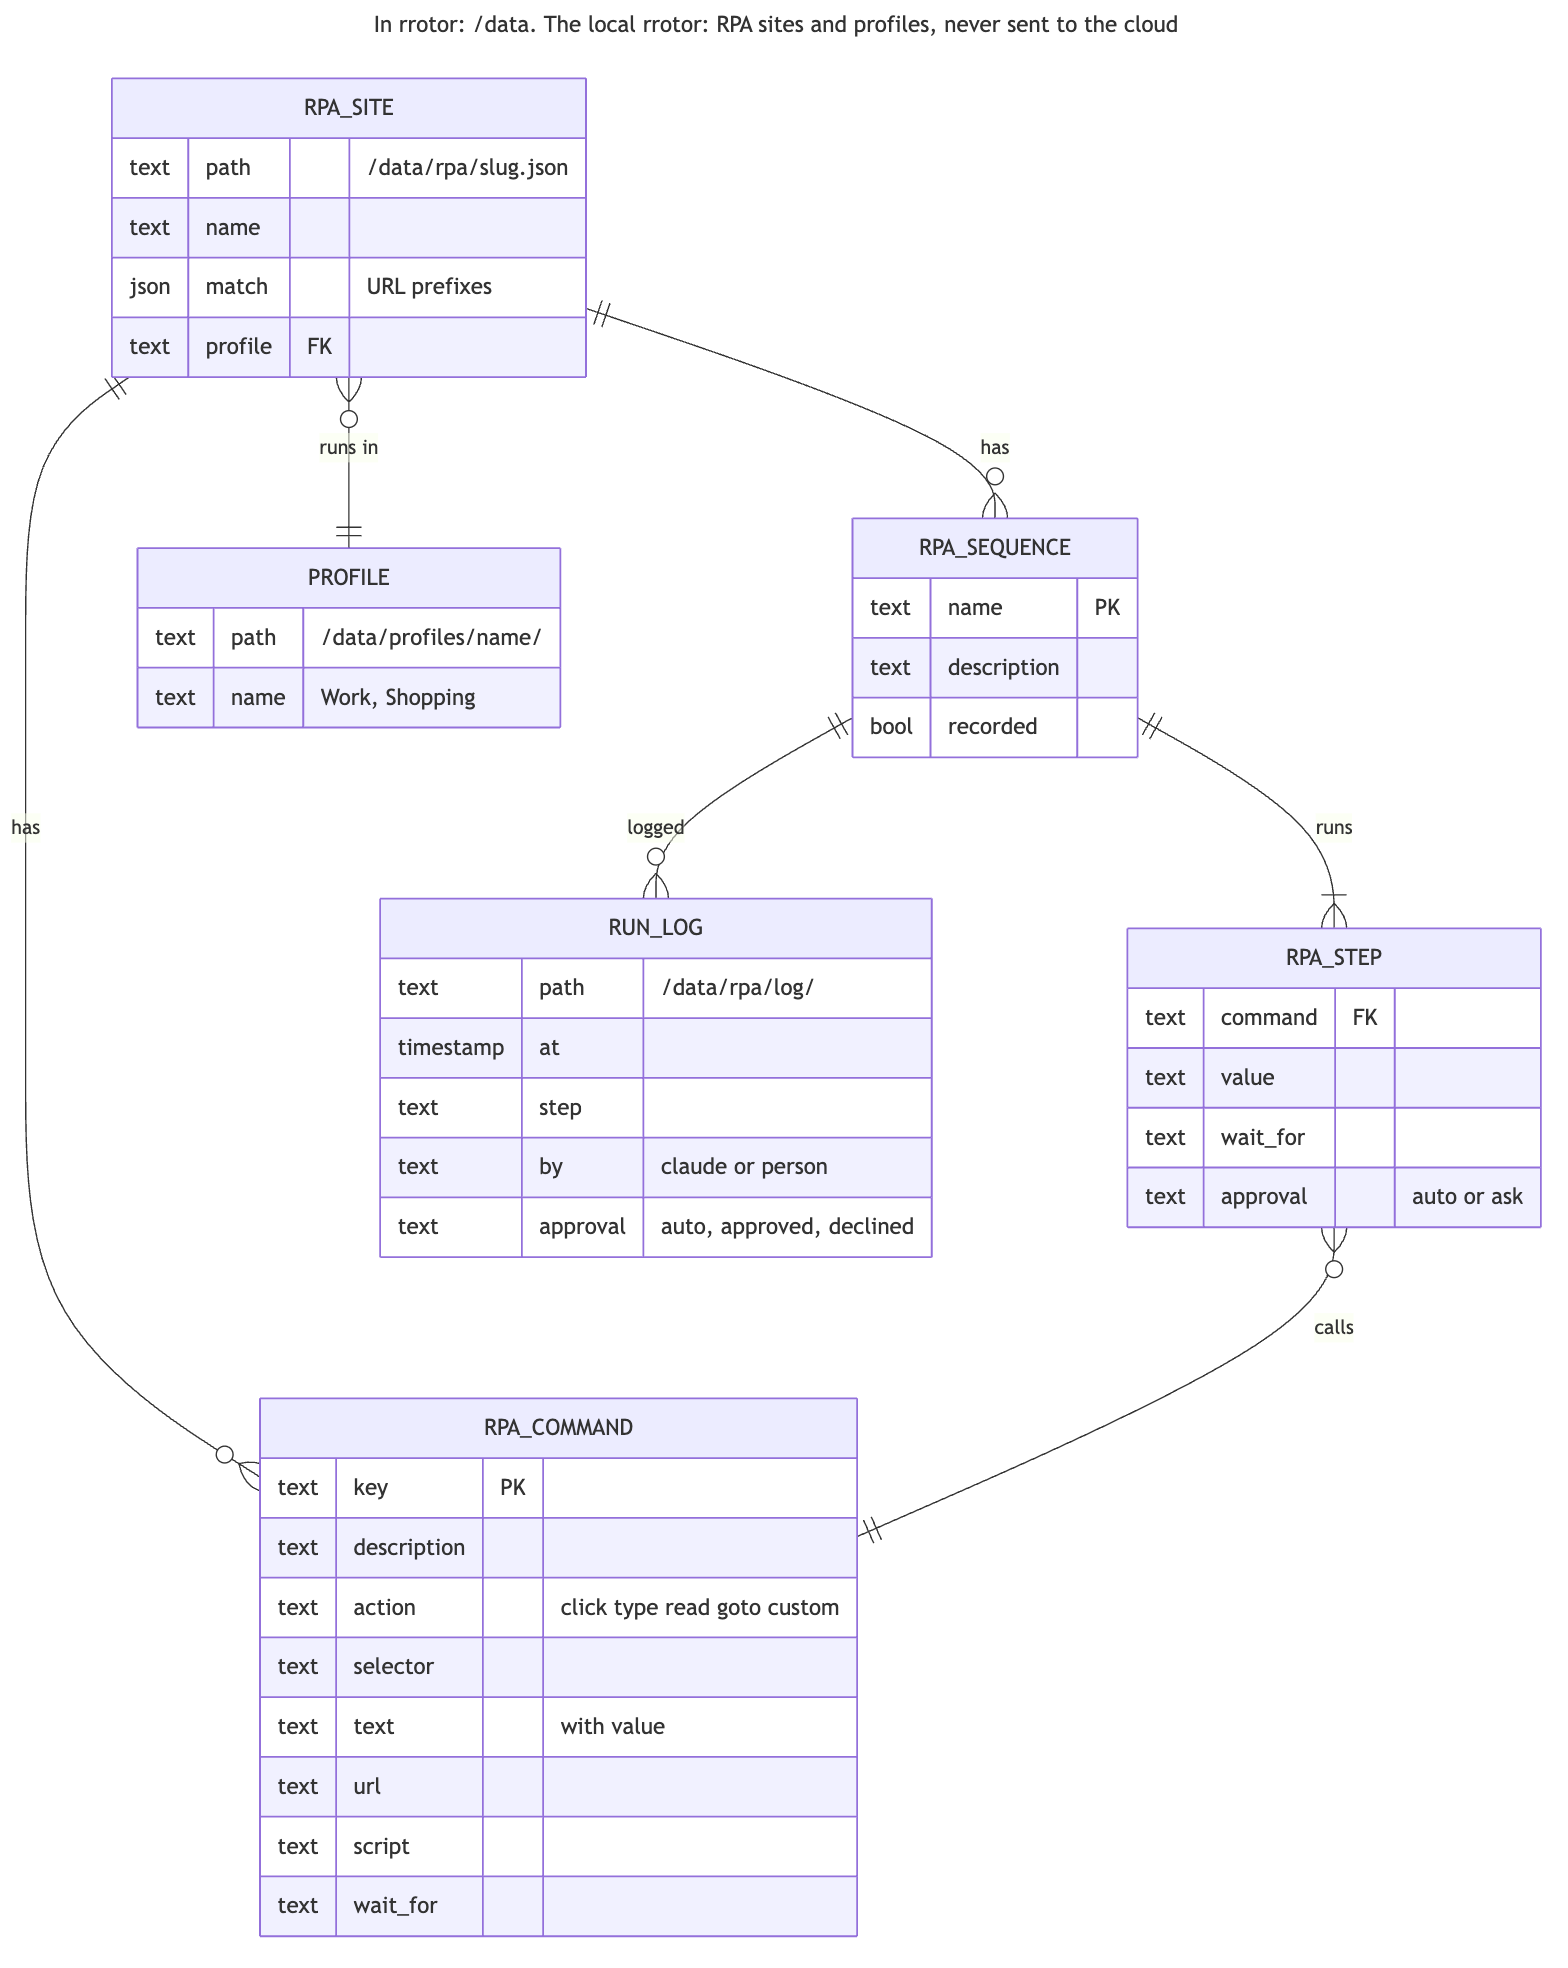 In rrotor: /data. The local rrotor: RPA sites and profiles, never sent to the cloud
RPA_SITE
text path /data/rpa/slug.json
text name
json match URL prefixes
text profile FK
runs in
has
PROFILE
text path /data/profiles/name/
text name Work, Shopping
RPA_SEQUENCE
text name PK
text description
bool recorded
has
logged
runs
RUN_LOG
text path /data/rpa/log/
timestamp at
text step
text by claude or person
text approval auto, approved, declined
RPA_STEP
text command FK
text value
text wait_for
text approval auto or ask
calls
RPA_COMMAND
text key PK
text description
text action click type read goto custom
text selector
text text with value
text url
text script
text wait_for